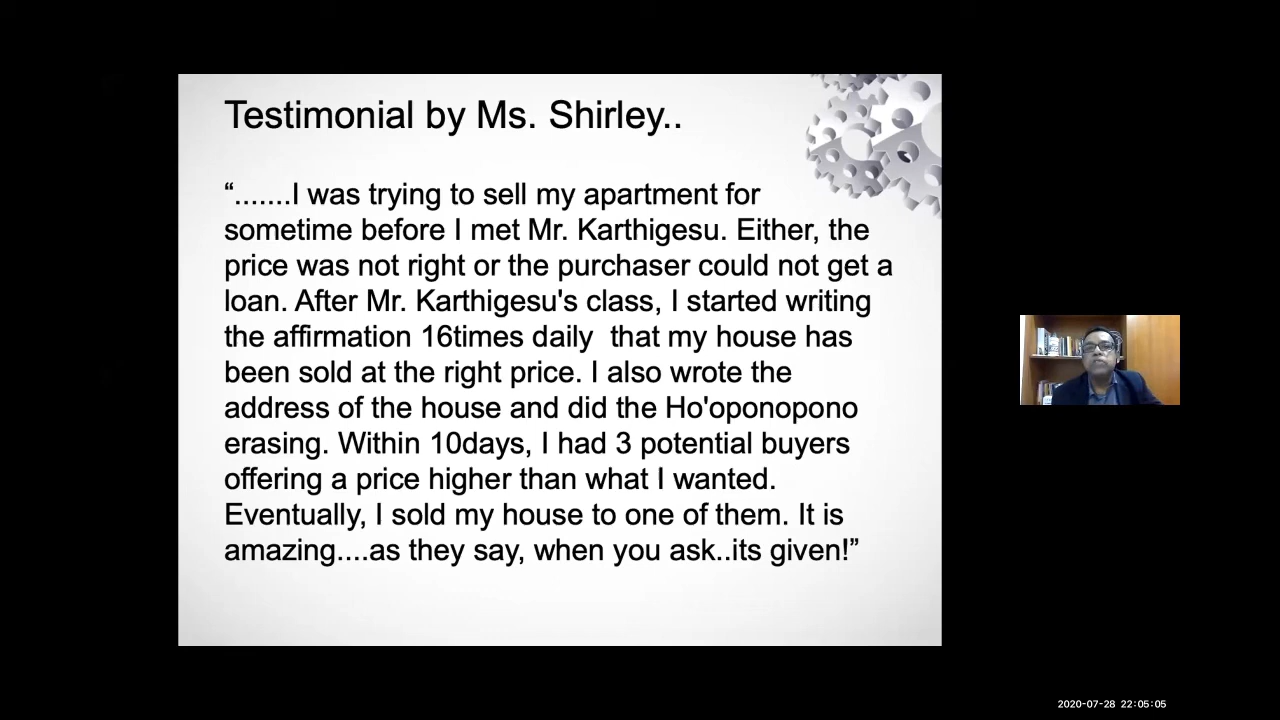 Testimonial by Ms. Shirley..
“.......I was trying to sell my apartment for
sometime before I met Mr. Karthigesu. Either, the
price was not right or the purchaser could not get a
loan. After Mr. Karthigesu's class, I started writing
the affirmation 16times daily  that my house has
been sold at the right price. I also wrote the
address of the house and did the Ho'oponopono
erasing. Within 10days, I had 3 potential buyers
offering a price higher than what I wanted.
Eventually, I sold my house to one of them. It is
amazing....as they say, when you ask..its given!”
2020-07-28 22:05:05